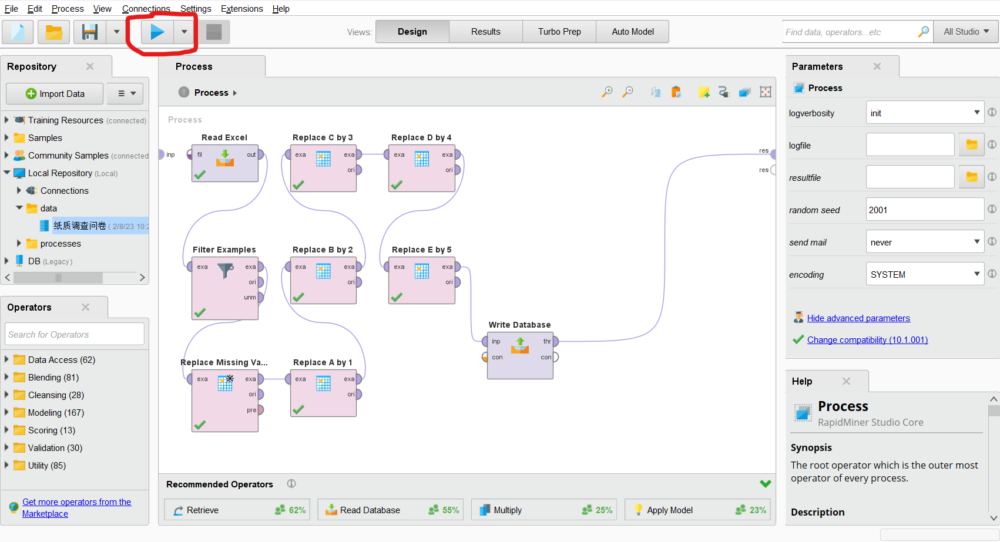 File Edit Process View Connections Settings Extensions Help
Views: Design Results Turbo Prep Auto Model
Find data, operators...etc
All Studio
Repository
Import Data
Training Resources (connected)
Samples
Community Samples (connected
Local Repository (Local)
Connections
data
纸质调查问卷 ( 2/8/23 10:2
processes
DB (Legacy)
Operators
Search for Operators
Data Access (62)
Blending (81)
Cleansing (28)
Modeling (167)
Scoring (13)
Validation (30)
Utility (85)
Get more operators from the
Marketplace
Process
Process
Process
inp
res
res
Read Excel
fil out
Replace C by 3
exa exa
ori
Replace D by 4
exa exa
ori
Filter Examples
exa exa
ori
unm
Replace B by 2
exa exa
ori
Replace E by 5
exa exa
ori
Replace Missing Va...
exa exa
ori
pre
Replace A by 1
exa exa
ori
Write Database
inp thr
con con
Recommended Operators
Retrieve 62%
Read Database 55%
Multiply 25%
Apply Model 23%
Parameters
Process
logverbosity init
logfile
resultfile
random seed 2001
send mail never
encoding SYSTEM
Hide advanced parameters
Change compatibility (10.1.001)
Help
Process
RapidMiner Studio Core
Synopsis
The root operator which is the outer most
operator of every process.
Description